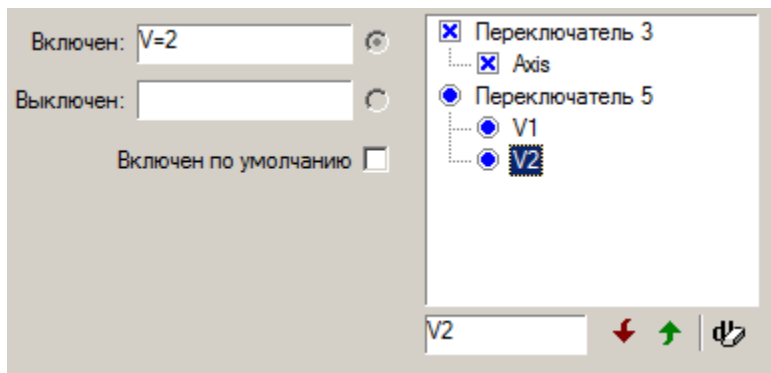 Включен: V=2
Выключен:
Включен по умолчанию
Переключатель 3
Axis
Переключатель 5
V1
V2
V2